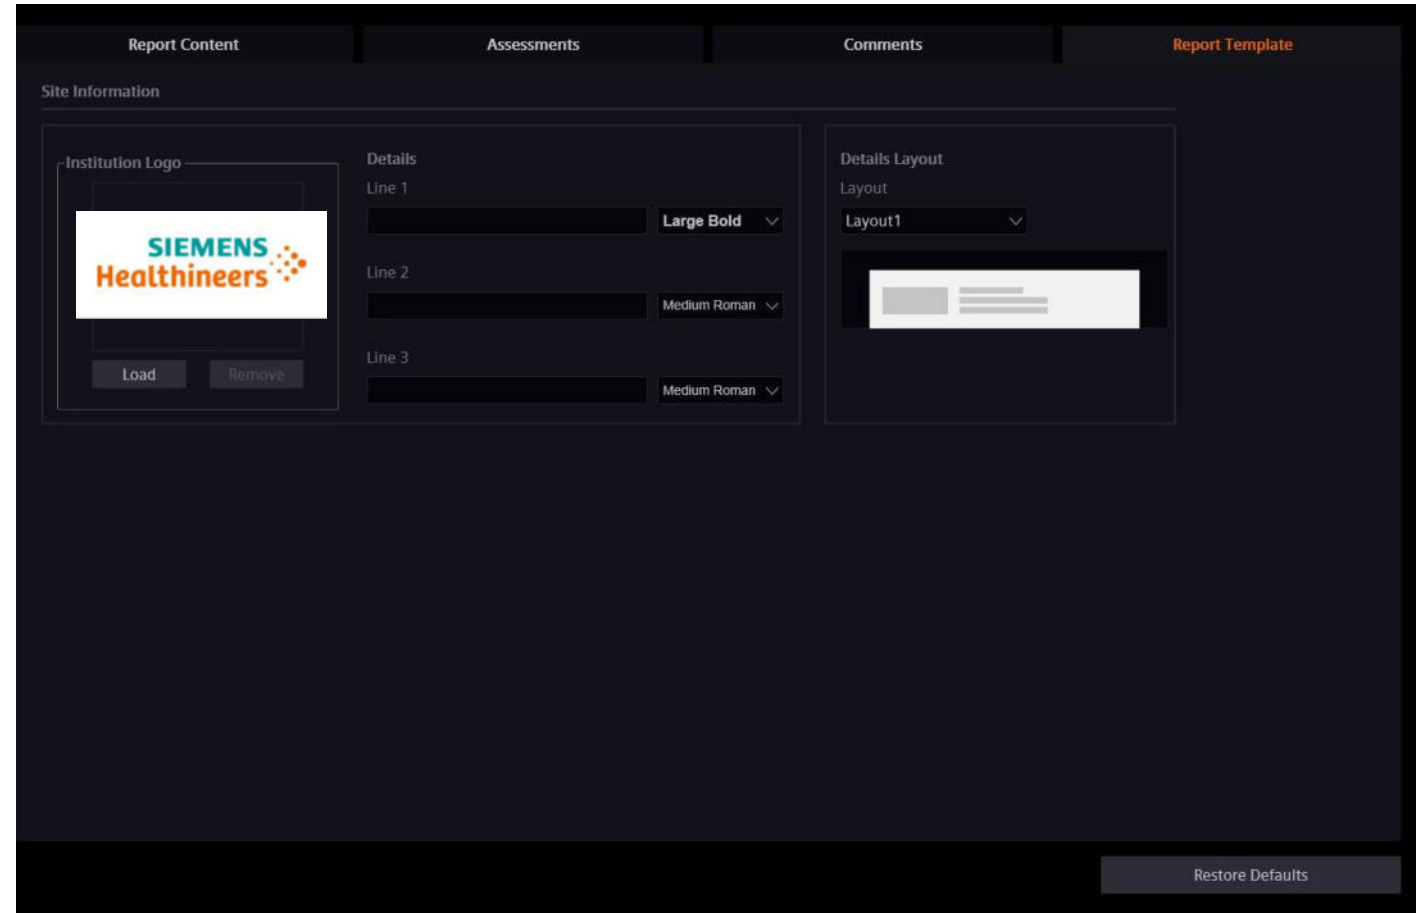 Report Content
Assessments
Comments
Report Template
Site Information
Institution Logo
SIEMENS
Healthineers
Load
Remove
Details
Line 1
Large Bold
Line 2
Medium Roman
Line 3
Medium Roman
Details Layout
Layout
Layout1
Restore Defaults